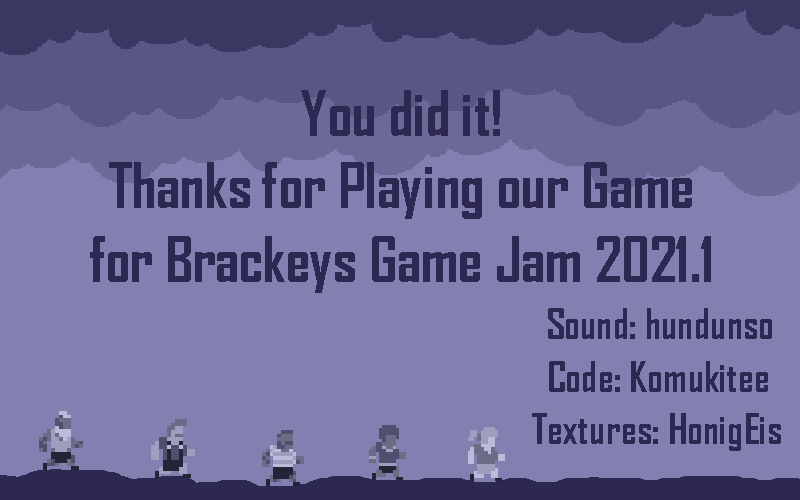 You did it!
Thanks for Playing our Game
for Brackeys Game Jam 2021.1
Sound: hundunso
Code: Komukitee
Textures: HonigEis